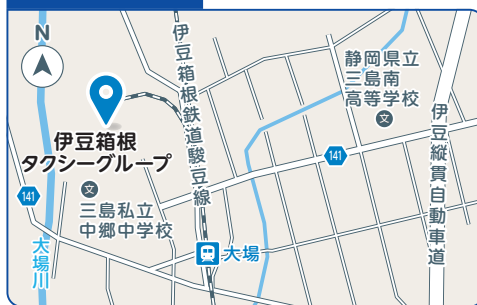 N
伊豆箱根
タクシーグループ
伊豆箱根鉄道駿豆線
静岡県立
三島南
高等学校
文
伊豆縦貫自動車道
141
141
文
三島私立
中郷中学校
大場川
大場